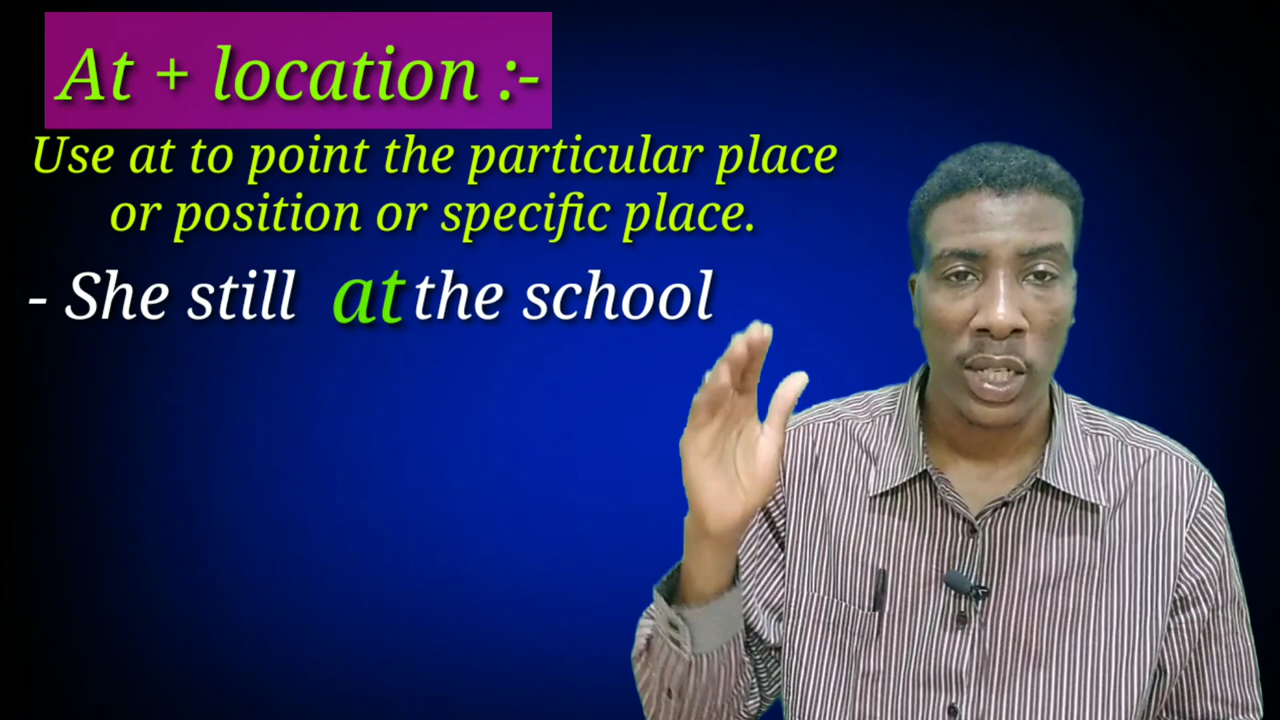 At + location :-
Use at to point the particular place
or position or specific place.
- She still at the school